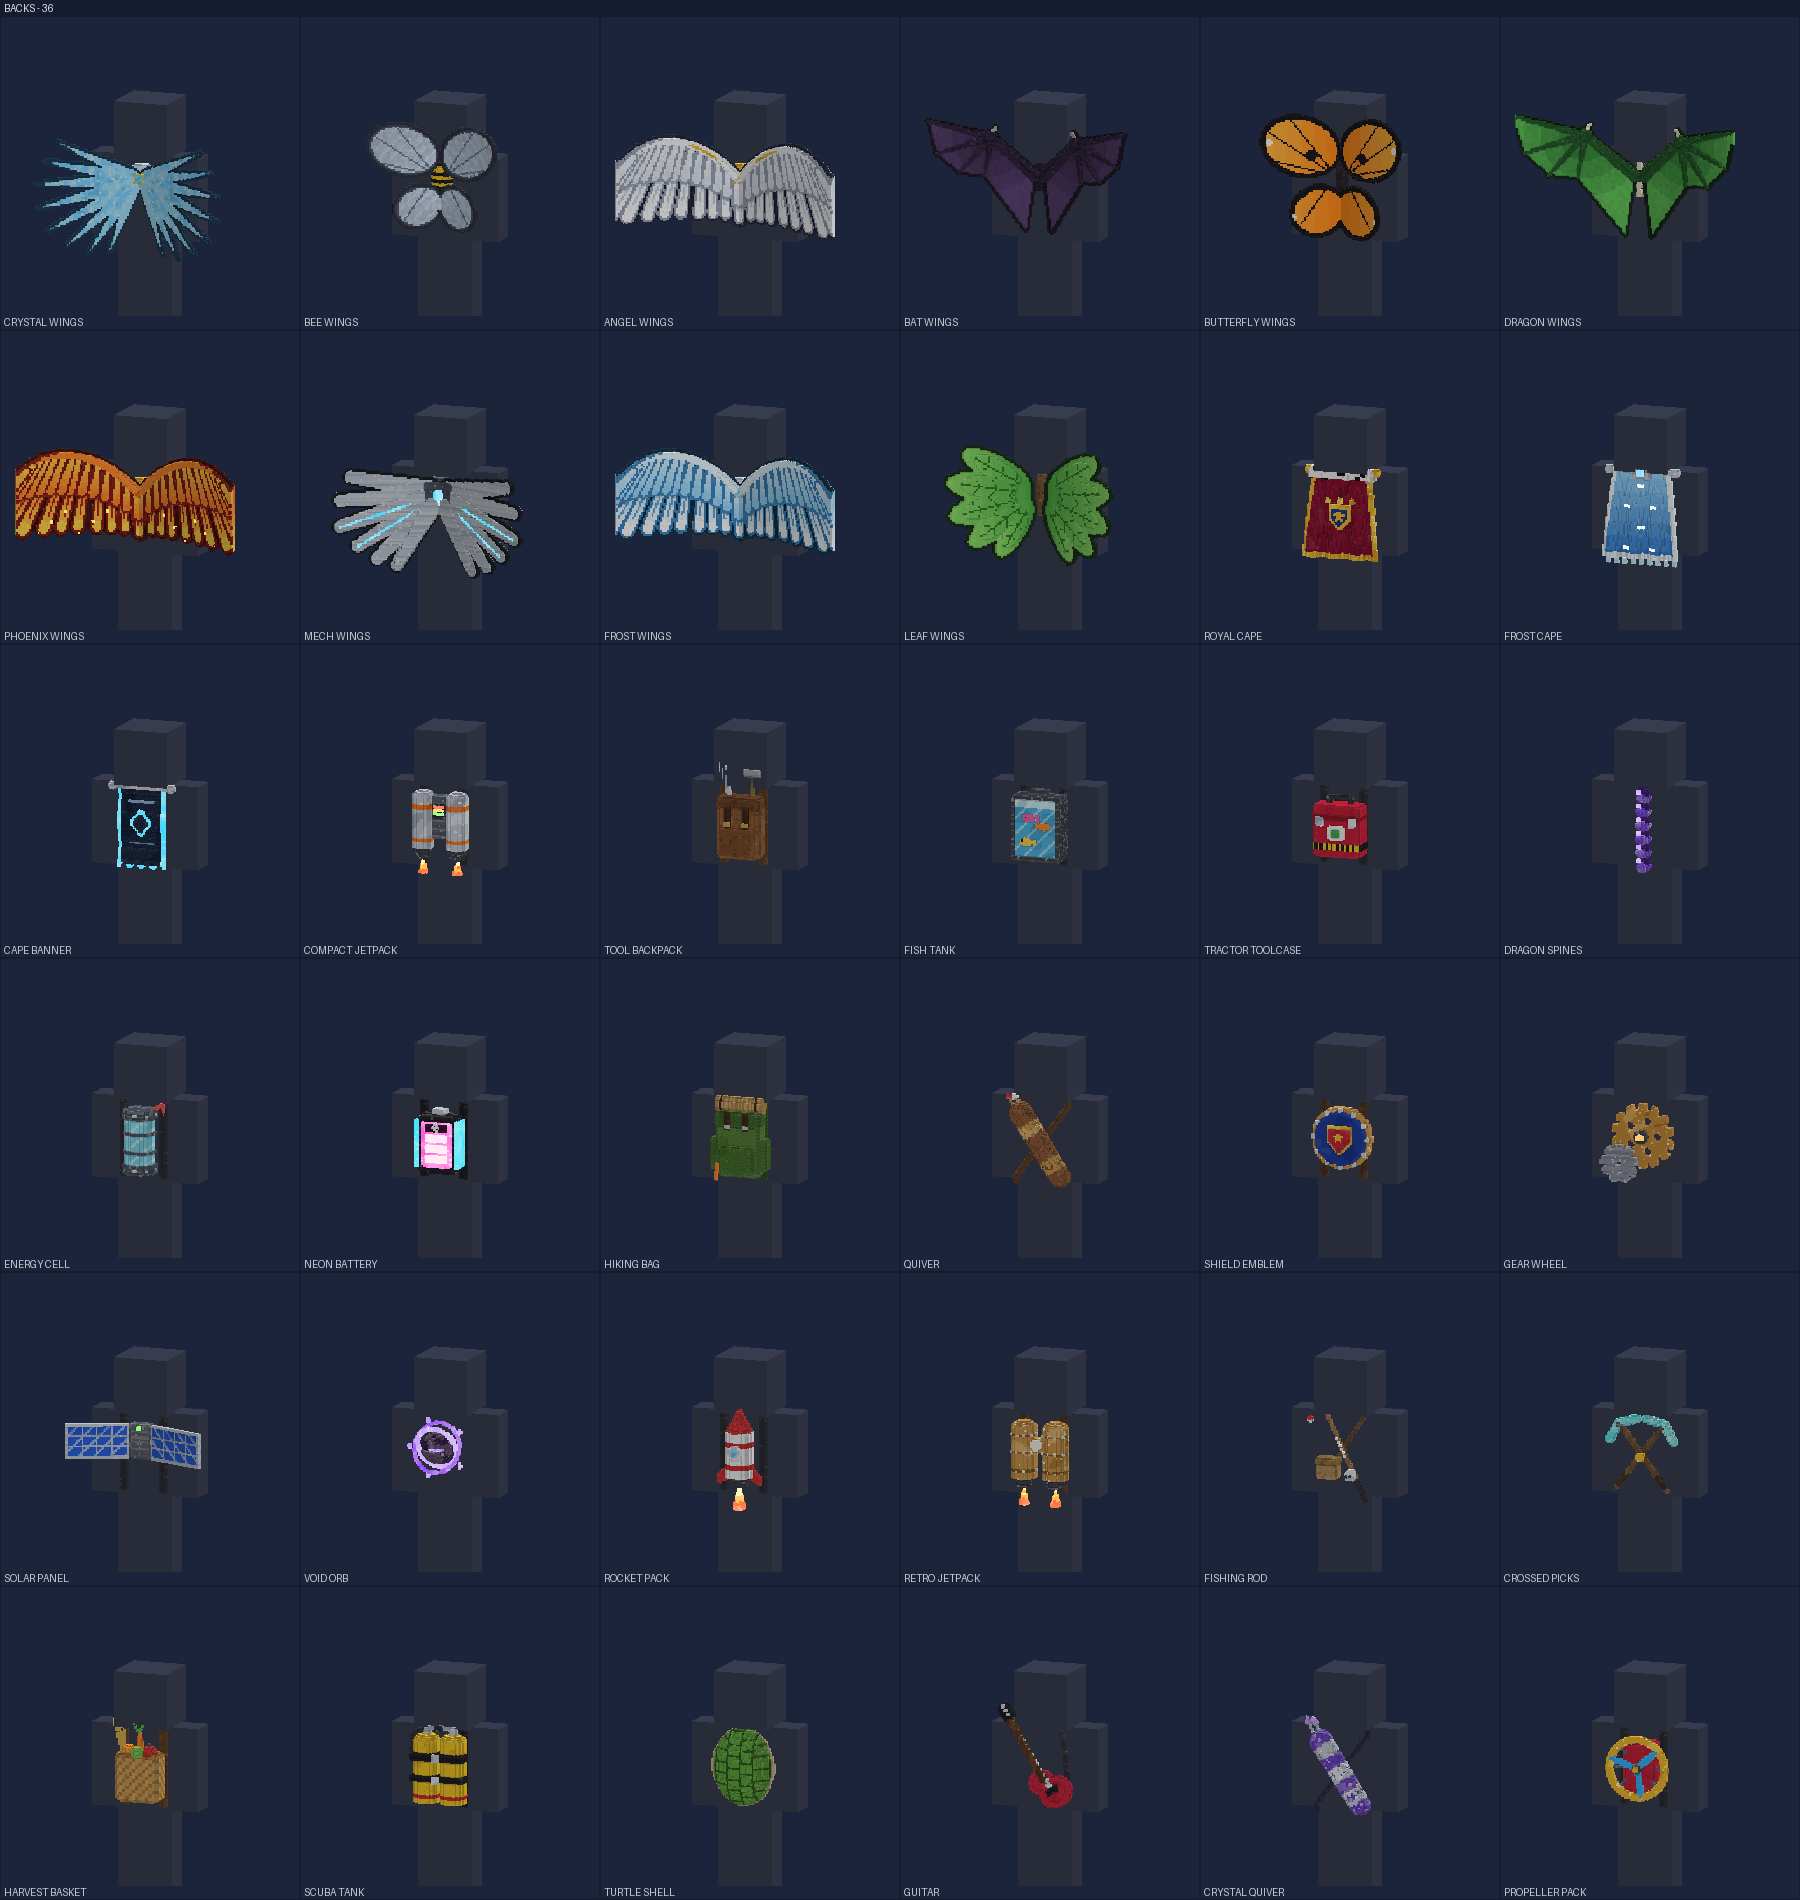 BACKS - 36
CRYSTAL WINGS
BEE WINGS
ANGEL WINGS
BAT WINGS
BUTTERFLY WINGS
DRAGON WINGS
PHOENIX WINGS
MECH WINGS
FROST WINGS
LEAF WINGS
ROYAL CAPE
FROST CAPE
CAPE BANNER
COMPACT JETPACK
TOOL BACKPACK
FISH TANK
TRACTOR TOOLCASE
DRAGON SPINES
ENERGY CELL
NEON BATTERY
HIKING BAG
QUIVER
SHIELD EMBLEM
GEAR WHEEL
SOLAR PANEL
VOID ORB
ROCKET PACK
RETRO JETPACK
FISHING ROD
CROSSED PICKS
HARVEST BASKET
SCUBA TANK
TURTLE SHELL
GUITAR
CRYSTAL QUIVER
PROPELLER PACK